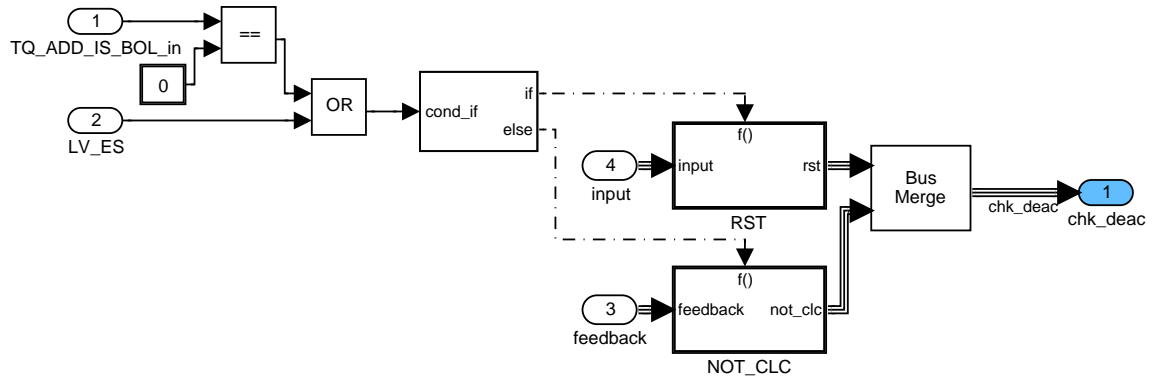 1
TQ_ADD_IS_BOL_in
==
0
OR
2
LV_ES
cond_if
if
else
f()
4
input
input
rst
RST
Bus
Merge
chk_deac
1
chk_deac
f()
3
feedback
feedback
not_clc
NOT_CLC